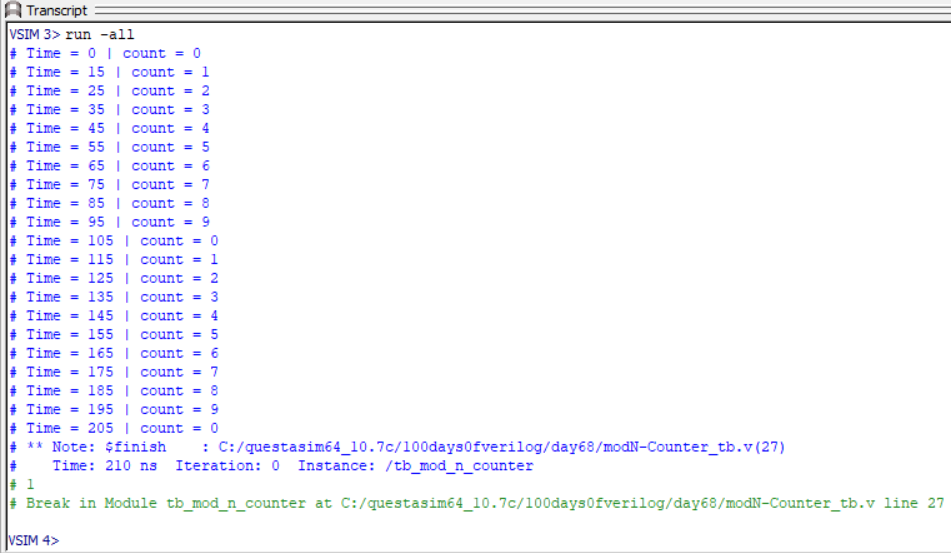 Transcript
VSIM 3> run -all
# Time = 0 | count = 0
# Time = 15 | count = 1
# Time = 25 | count = 2
# Time = 35 | count = 3
# Time = 45 | count = 4
# Time = 55 | count = 5
# Time = 65 | count = 6
# Time = 75 | count = 7
# Time = 85 | count = 8
# Time = 95 | count = 9
# Time = 105 | count = 0
# Time = 115 | count = 1
# Time = 125 | count = 2
# Time = 135 | count = 3
# Time = 145 | count = 4
# Time = 155 | count = 5
# Time = 165 | count = 6
# Time = 175 | count = 7
# Time = 185 | count = 8
# Time = 195 | count = 9
# Time = 205 | count = 0
# ** Note: $finish    : C:/questasim64_10.7c/100days0fverilog/day68/modN-Counter_tb.v(27)
#    Time: 210 ns  Iteration: 0  Instance: /tb_mod_n_counter
# 1
# Break in Module tb_mod_n_counter at C:/questasim64_10.7c/100days0fverilog/day68/modN-Counter_tb.v line 27
VSIM 4>